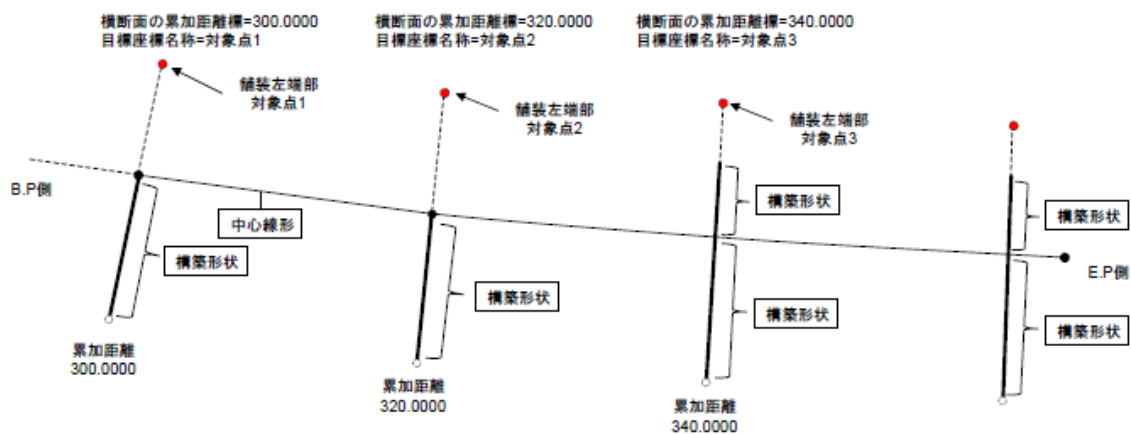 横断面の累加距離標=300.0000
目標座標名称=対象点1
横断面の累加距離標=320.0000
目標座標名称=対象点2
横断面の累加距離標=340.0000
目標座標名称=対象点3
舗装左端部
対象点1
舗装左端部
対象点2
舗装左端部
対象点3
B.P側
中心線形
構築形状
構築形状
構築形状
構築形状
構築形状
構築形状
E.P側
累加距離
300.0000
累加距離
320.0000
累加距離
340.0000